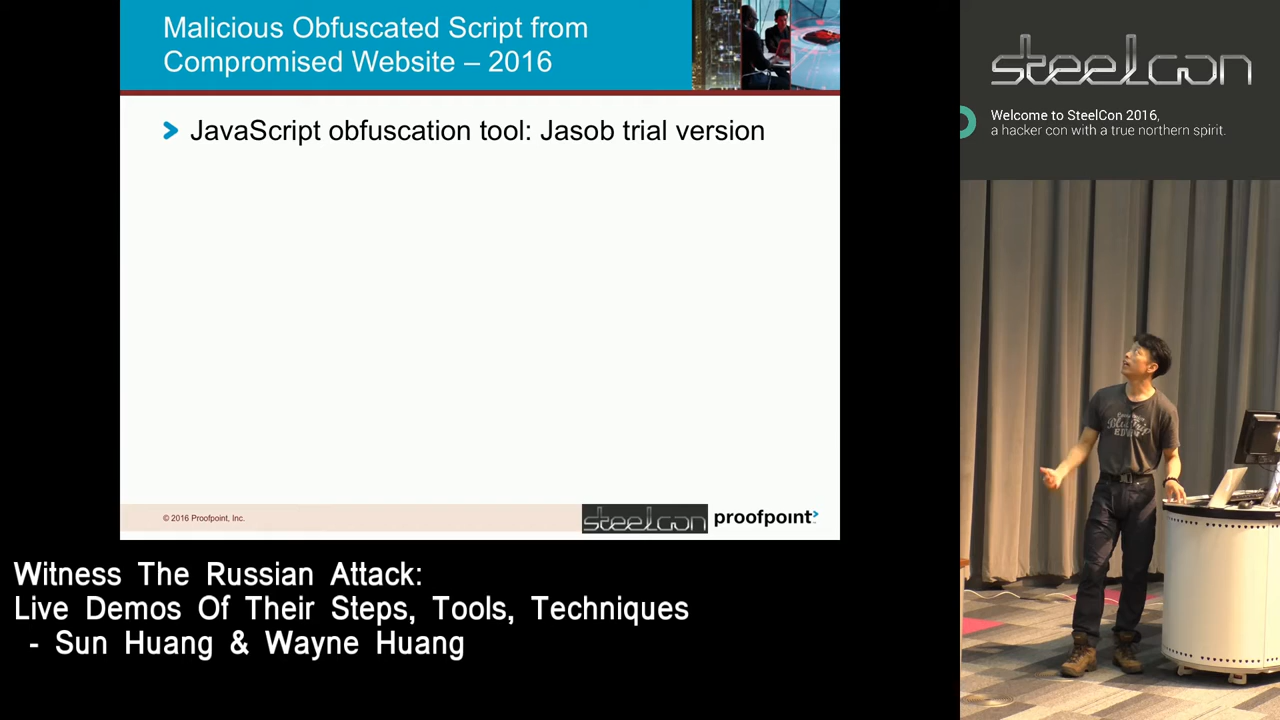 Malicious Obfuscated Script from
Compromised Website – 2016
JavaScript obfuscation tool: Jasob trial version
© 2016 Proofpoint, Inc.
steelcon
proofpoint
steelcon
Welcome to SteelCon 2016,
a hacker con with a true northern spirit.
Witness The Russian Attack:
Live Demos Of Their Steps, Tools, Techniques
- Sun Huang & Wayne Huang